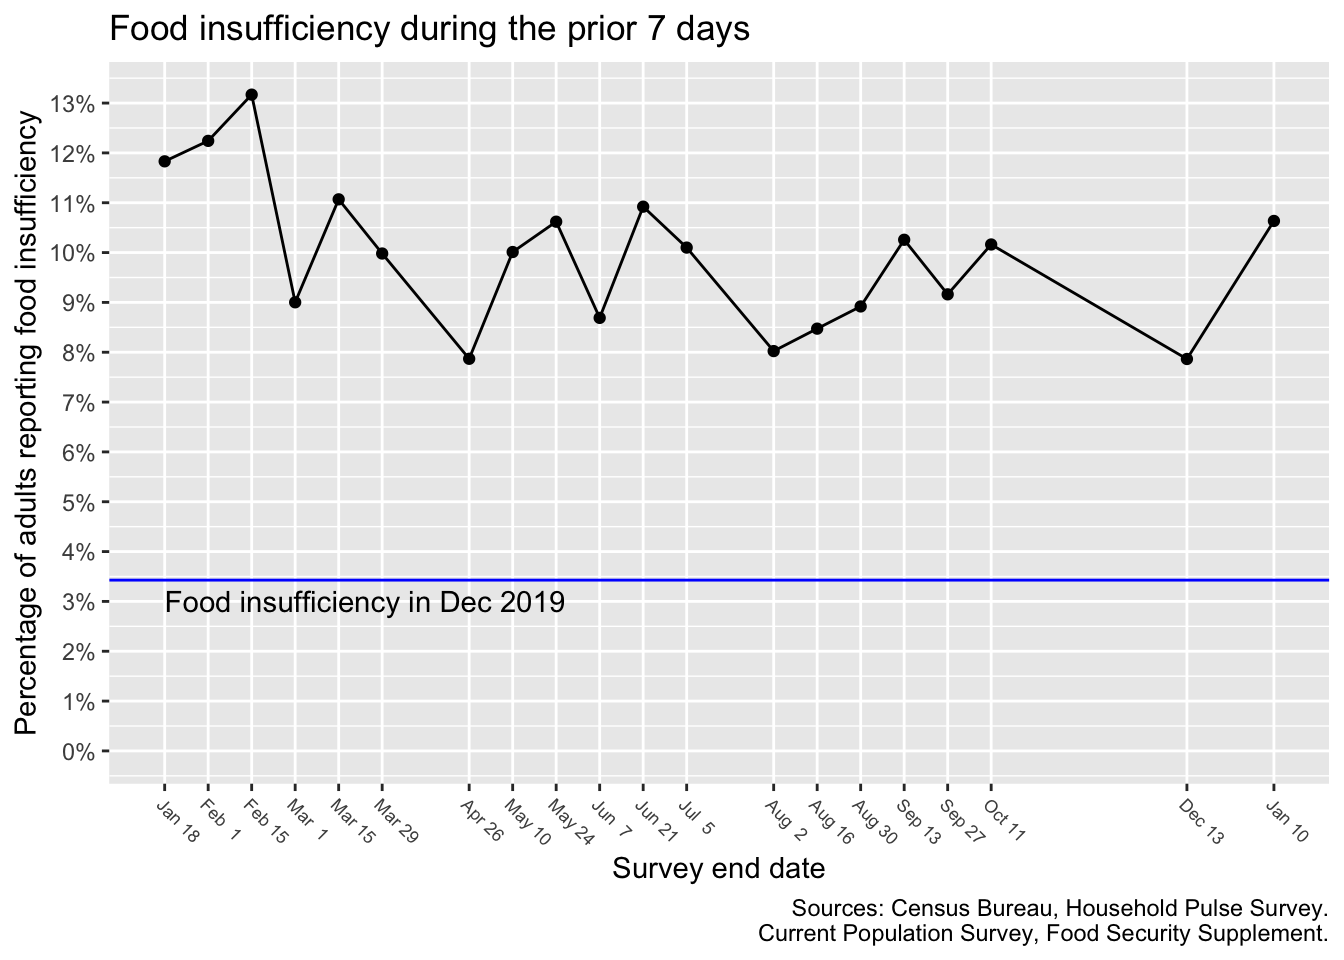 Food insufficiency during the prior 7 days
Percentage of adults reporting food insufficiency
13%
12%
11%
10%
9%
8%
7%
6%
5%
4%
3%
2%
1%
0%
Food insufficiency in Dec 2019
Jan 18
Feb 1
Feb 15
Mar 1
Mar 15
Mar 29
Apr 26
May 10
May 24
Jun 7
Jun 21
Jul 5
Aug 2
Aug 16
Aug 30
Sep 13
Sep 27
Oct 11
Dec 13
Jan 10
Survey end date
Sources: Census Bureau, Household Pulse Survey.
Current Population Survey, Food Security Supplement.